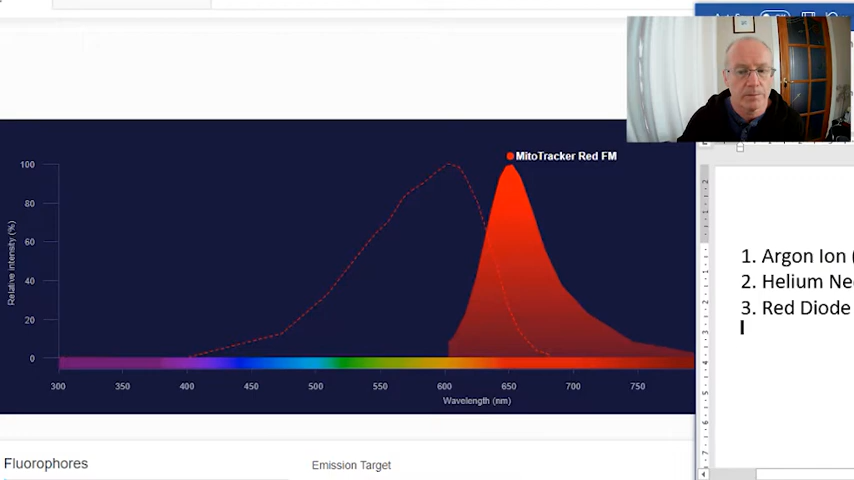 MitoTracker Red FM
100
80
60
40
20
0
Relative intensity (%)
300 350 400 450 500 550 600 650 700 750
Wavelength (nm)
Fluorophores
Emission Target
1. Argon Ion (
2. Helium Ne
3. Red Diode